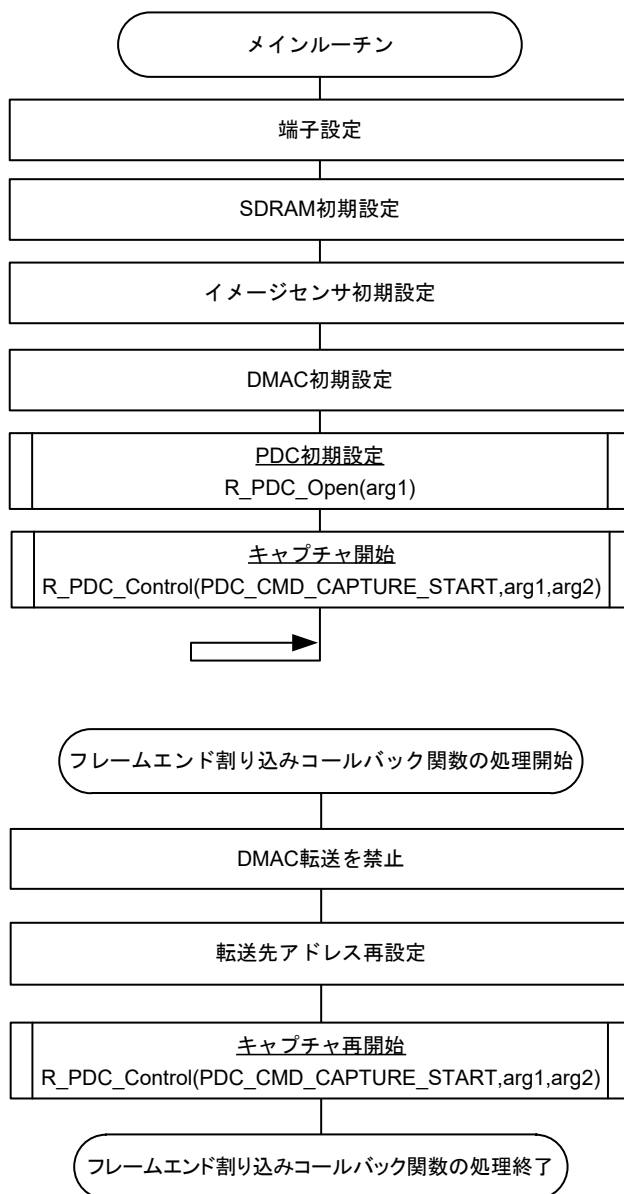 メインルーチン
端子設定
SDRAM初期設定
イメージセンサ初期設定
DMAC初期設定
PDC初期設定
R_PDC_Open(arg1)
キャプチャ開始
R_PDC_Control(PDC_CMD_CAPTURE_START,arg1,arg2)
フレームエンド割り込みコールバック関数の処理開始
DMAC転送を禁止
転送先アドレス再設定
キャプチャ再開始
R_PDC_Control(PDC_CMD_CAPTURE_START,arg1,arg2)
フレームエンド割り込みコールバック関数の処理終了